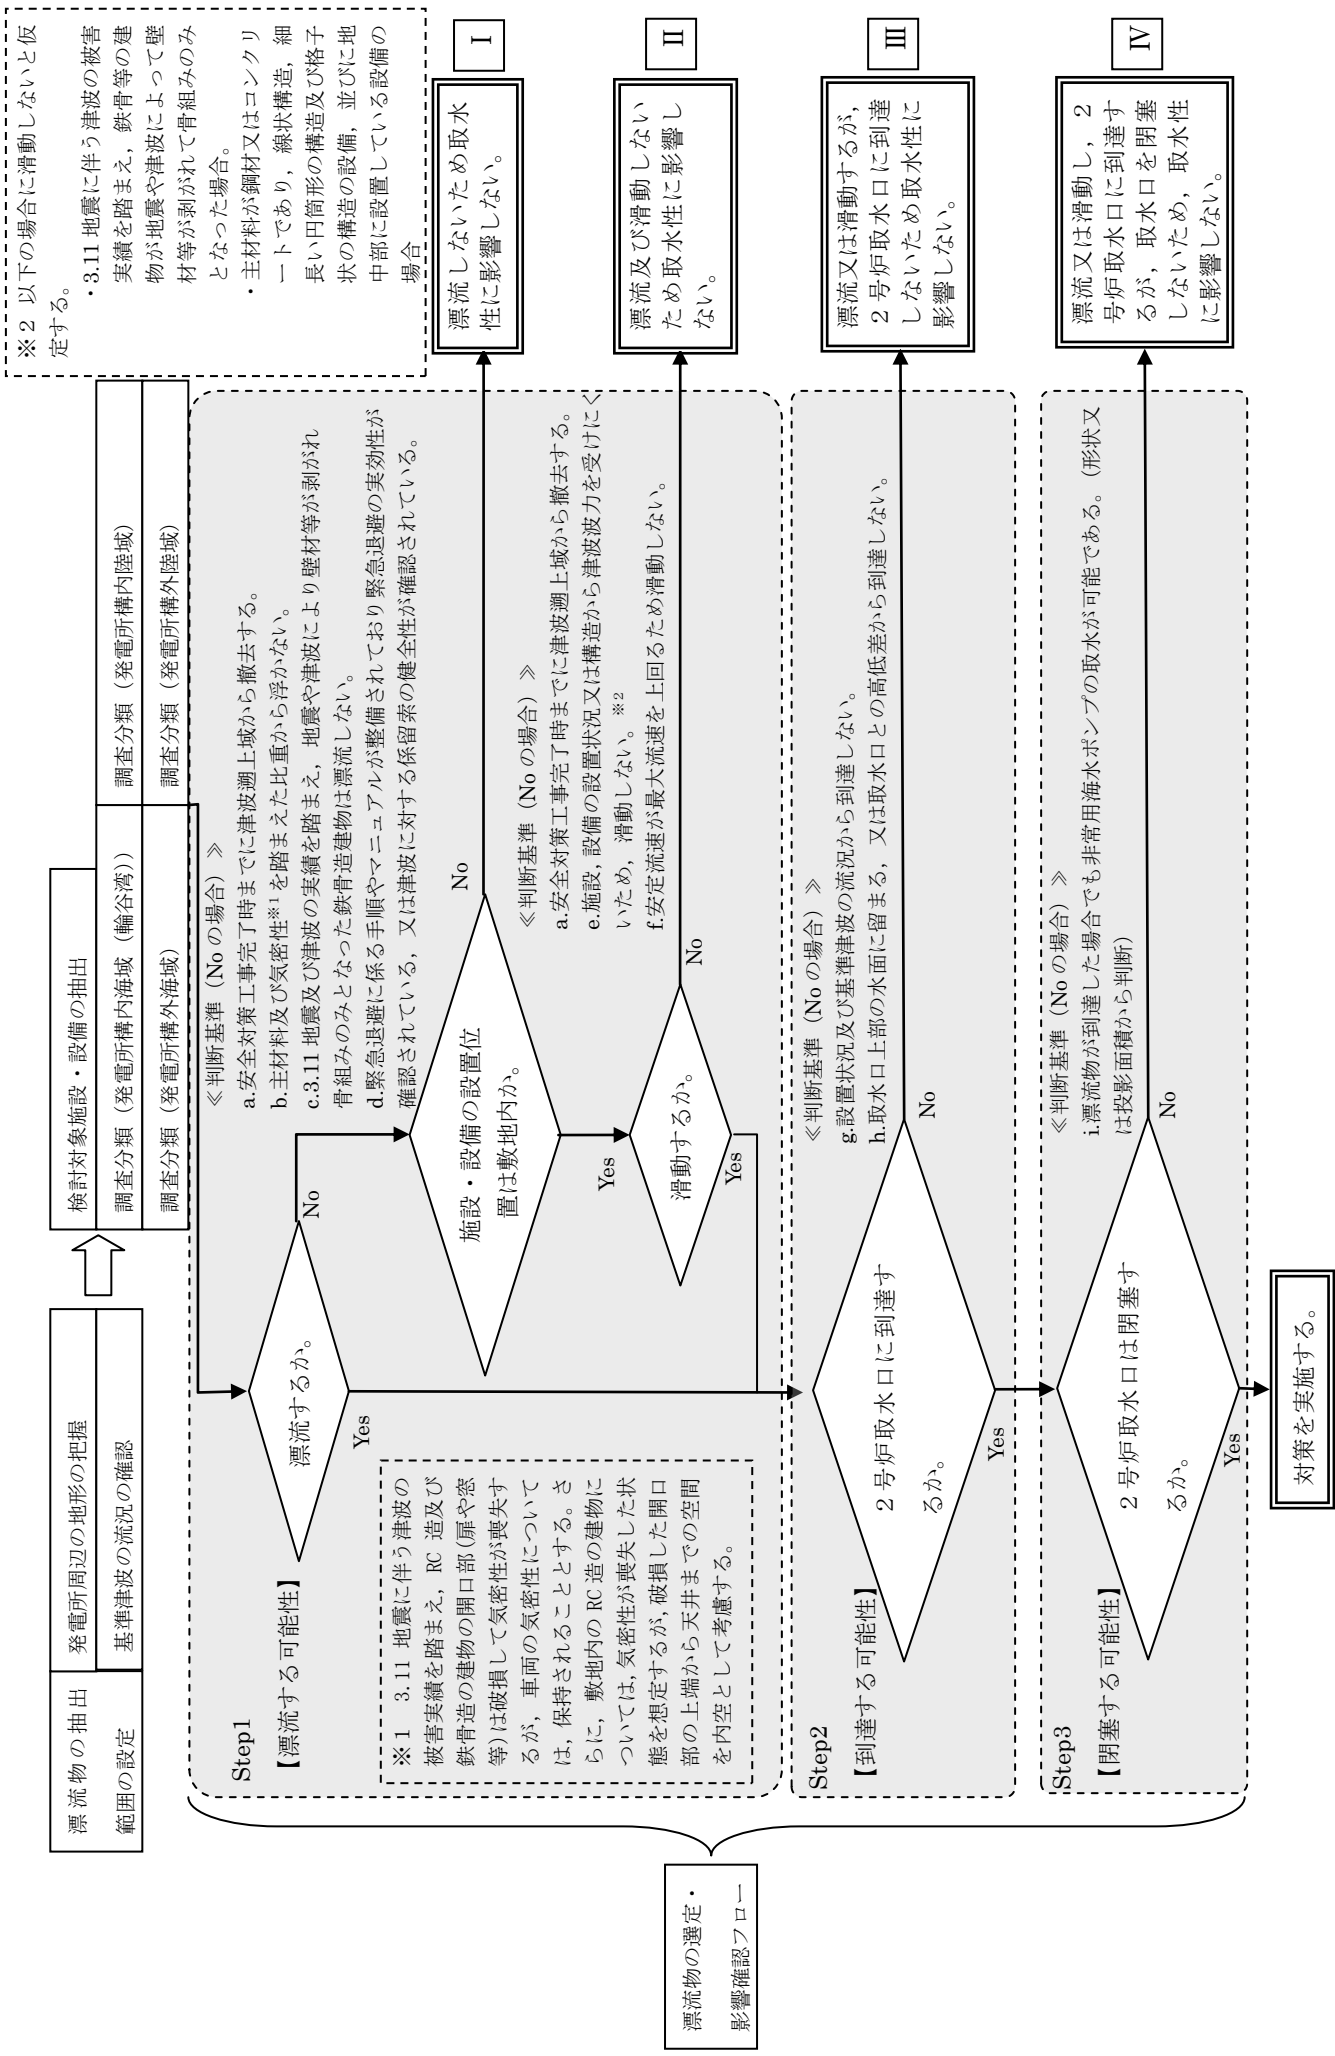 漂流物の抽出
範囲の設定
発電所周辺の地形の把握
基準津波の流況の確認
検討対象施設・設備の抽出
調査分類（発電所構内海域（輪谷湾））
調査分類（発電所構内陸域）
調査分類（発電所構外海域）
調査分類（発電所構外陸域）
※２ 以下の場合に滑動しないと仮
定する。
・3.11 地震に伴う津波の被害
実績を踏まえ，鉄骨等の建
物が地震や津波によって壁
材等が剥がれて骨組みのみ
となった場合。
・主材料が鋼材又はコンクリ
ートであり，線状構造，細
長い円筒形の構造及び格子
状の構造の設備，並びに地
中部に設置している設備の
場合
漂流物の選定・
影響確認フロー
Step1
【漂流する可能性】
漂流するか。
No
Yes
≪判断基準（No の場合）≫
a.安全対策工事完了時までに津波遡上域から撤去する。
b.主材料及び気密性※1 を踏まえた比重から浮かない。
c.3.11 地震及び津波の実績を踏まえ，地震や津波により壁材等が剥がれ
骨組みのみとなった鉄骨造建物は漂流しない。
d.緊急退避に係る手順やマニュアルが整備されており緊急退避の実効性が
確認されている，又は津波に対する係留索の健全性が確認されている。
※１ 3.11 地震に伴う津波の
被害実績を踏まえ，RC 造及び
鉄骨造の建物の開口部（扉や窓
等）は破損して気密性が喪失す
るが，車両の気密性について
は，保持されることとする。さ
らに，敷地内の RC 造の建物に
ついては，気密性が喪失した状
態を想定するが，破損した開口
部の上端から天井までの空間
を内空として考慮する。
施設・設備の設置位
置は敷地内か。
No
Yes
漂流しないため取水
性に影響しない。
Ⅰ
≪判断基準（No の場合）≫
a.安全対策工事完了時までに津波遡上域から撤去する。
e.施設，設備の設置状況又は構造から津波波力を受けにく
いため，滑動しない。※2
f.安定流速が最大流速を上回るため滑動しない。
滑動するか。
No
Yes
漂流及び滑動しない
ため取水性に影響し
ない。
Ⅱ
Step2
【到達する可能性】
２号炉取水口に到達す
るか。
No
Yes
≪判断基準（No の場合）≫
g.設置状況及び基準津波の流況から到達しない。
h.取水口上部の水面に留まる，又は取水口との高低差から到達しない。
漂流又は滑動するが，
２号炉取水口に到達
しないため取水性に
影響しない。
Ⅲ
Step3
【閉塞する可能性】
２号炉取水口は閉塞す
るか。
No
Yes
≪判断基準（No の場合）≫
i.漂流物が到達した場合でも非常用海水ポンプの取水が可能である。（形状又
は投影面積から判断）
漂流又は滑動し，２
号炉取水口に到達す
るが，取水口を閉塞
しないため，取水性
に影響しない。
Ⅳ
対策を実施する。